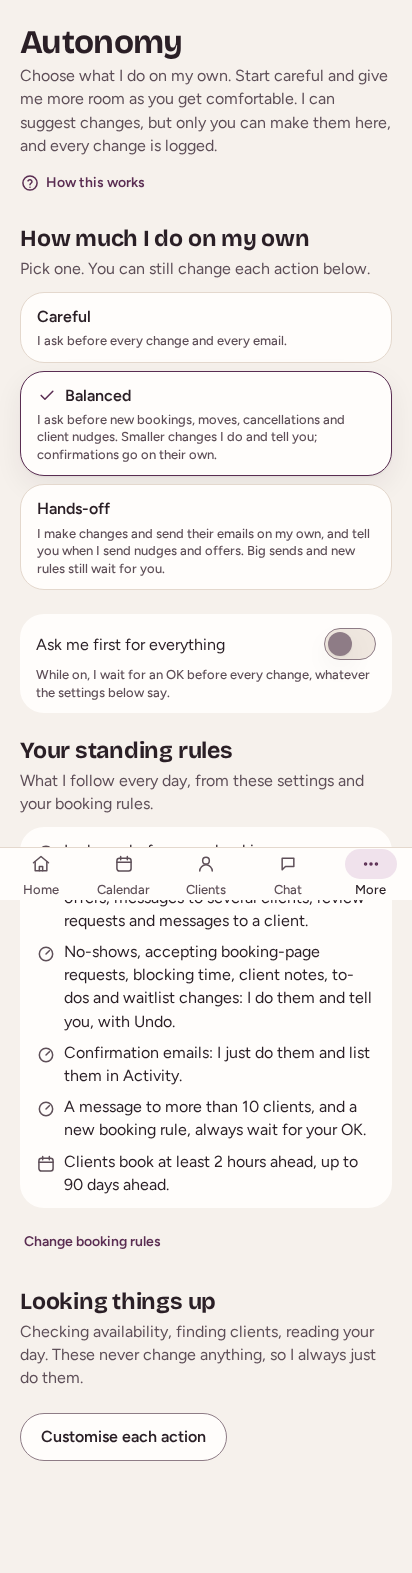 Autonomy
Choose what I do on my own. Start careful and give
me more room as you get comfortable. I can
suggest changes, but only you can make them here,
and every change is logged.
How this works
How much I do on my own
Pick one. You can still change each action below.
Careful
I ask before every change and every email.
Balanced
I ask before new bookings, moves, cancellations and
client nudges. Smaller changes I do and tell you;
confirmations go on their own.
Hands-off
I make changes and send their emails on my own, and tell
you when I send nudges and offers. Big sends and new
rules still wait for you.
Ask me first for everything
While on, I wait for an OK before every change, whatever
the settings below say.
Your standing rules
What I follow every day, from these settings and
your booking rules.
Home
Calendar
Clients
Chat
More
offers, messages to several clients, review
requests and messages to a client.
No-shows, accepting booking-page
requests, blocking time, client notes, to-
dos and waitlist changes: I do them and tell
you, with Undo.
Confirmation emails: I just do them and list
them in Activity.
A message to more than 10 clients, and a
new booking rule, always wait for your OK.
Clients book at least 2 hours ahead, up to
90 days ahead.
Change booking rules
Looking things up
Checking availability, finding clients, reading your
day. These never change anything, so I always just
do them.
Customise each action